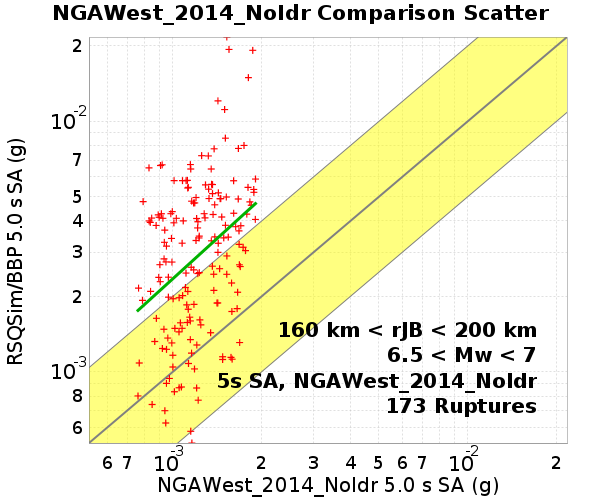 NGAWest_2014_NoIdr Comparison Scatter
RSQSim/BBP 5.0 s SA (g)
2
10^-2
7
5
4
3
2
10^-3
8
6
160 km < rJB < 200 km
6.5 < Mw < 7
5s SA, NGAWest_2014_NoIdr
173 Ruptures
6 7 10^-3 2 3 4 5 6 7 10^-2 2
NGAWest_2014_NoIdr 5.0 s SA (g)